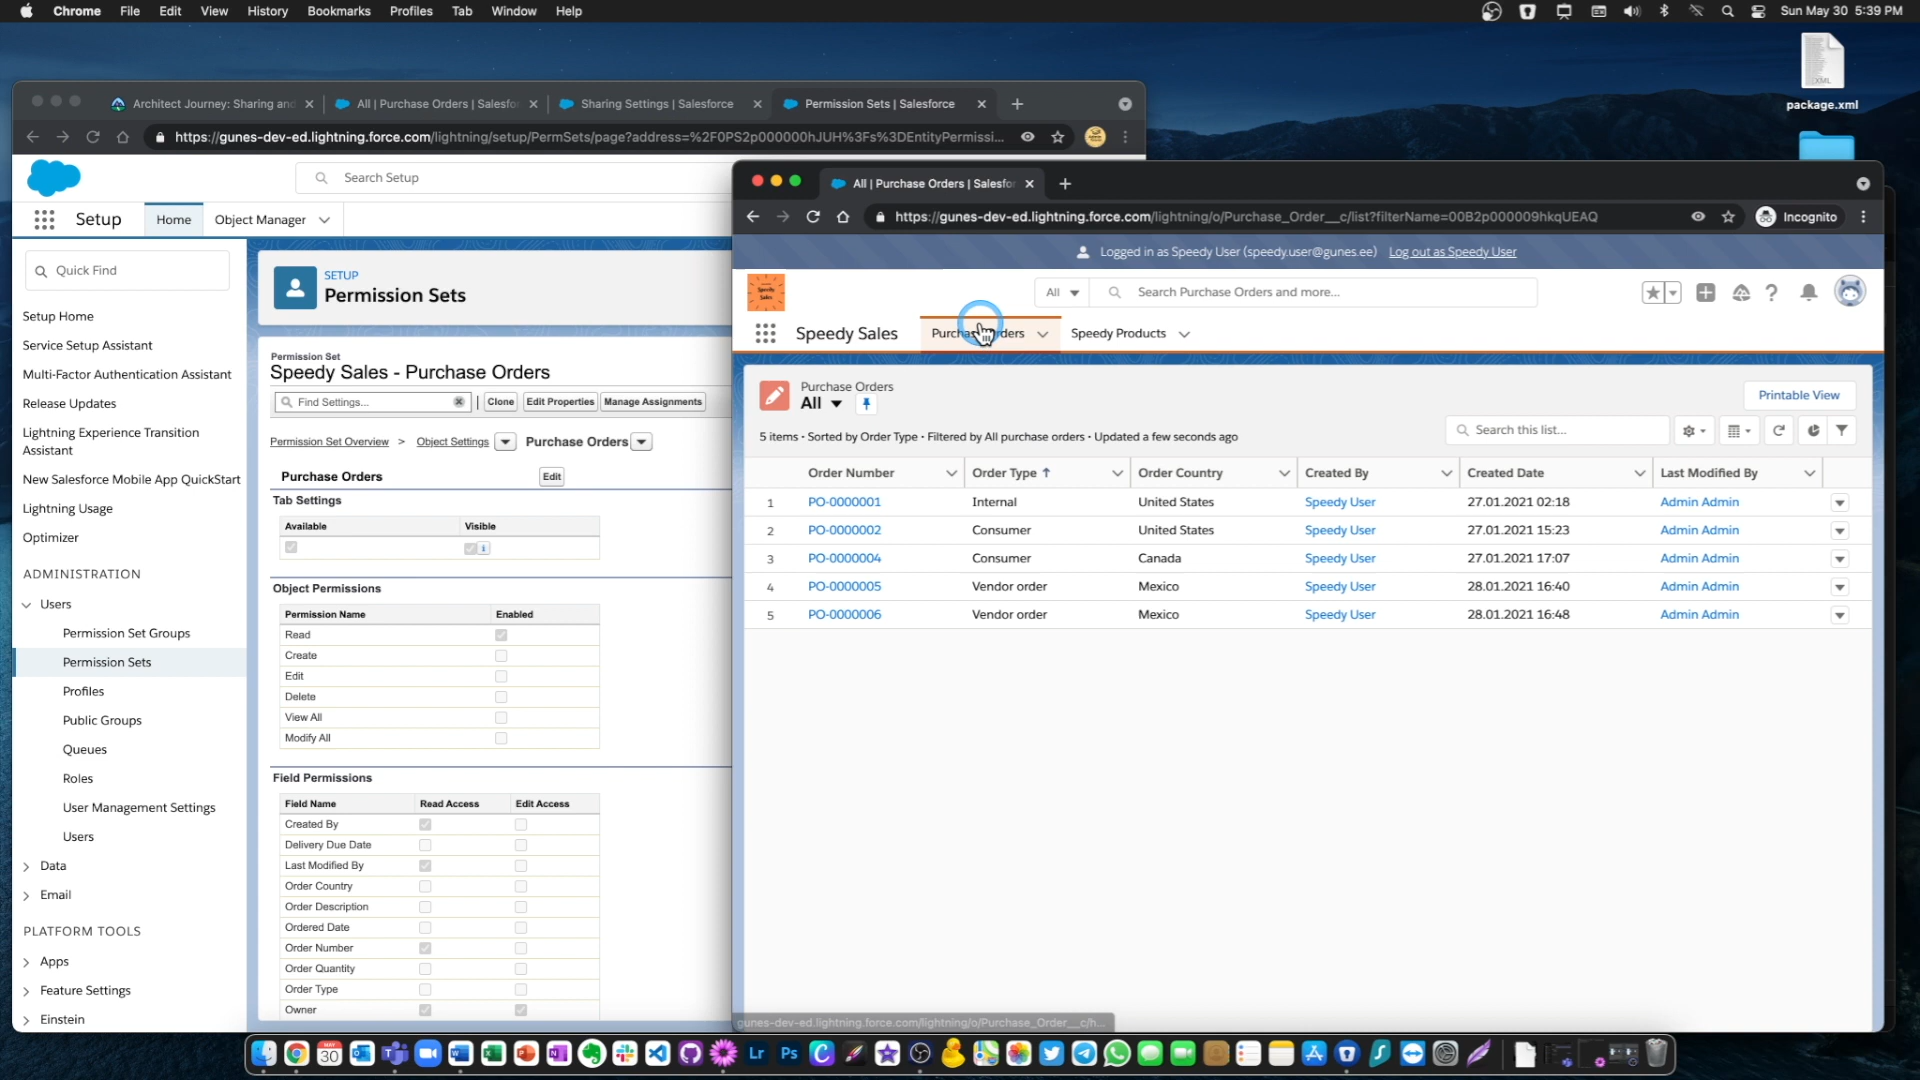 Chrome File Edit View History Bookmarks Profiles Tab Window Help
Sun May 30 5:39 PM
package.xml
Architect Journey: Sharing and
All | Purchase Orders | Salesfo
Sharing Settings | Salesforce
Permission Sets | Salesforce
https://gunes-dev-ed.lightning.force.com/lightning/setup/PermSets/page?address=%2F0PS2p000000hJUH%3Fs%3DEntityPermissi...
Search Setup
Setup
Home
Object Manager
Quick Find
Setup Home
Service Setup Assistant
Multi-Factor Authentication Assistant
Release Updates
Lightning Experience Transition
Assistant
New Salesforce Mobile App QuickStart
Lightning Usage
Optimizer
ADMINISTRATION
Users
Permission Set Groups
Permission Sets
Profiles
Public Groups
Queues
Roles
User Management Settings
Users
Data
Email
PLATFORM TOOLS
Apps
Feature Settings
Einstein
SETUP
Permission Sets
Permission Set
Speedy Sales - Purchase Orders
Find Settings...
Clone
Edit Properties
Manage Assignments
Permission Set Overview > Object Settings Purchase Orders
Purchase Orders Edit
Tab Settings
Available Visible
Object Permissions
Permission Name Enabled
Read
Create
Edit
Delete
View All
Modify All
Field Permissions
Field Name Read Access Edit Access
Created By
Delivery Due Date
Last Modified By
Order Country
Order Description
Ordered Date
Order Number
Order Quantity
Order Type
Owner
All | Purchase Orders | Salesfor
https://gunes-dev-ed.lightning.force.com/lightning/o/Purchase_Order__c/list?filterName=00B2p000009hkqUEAQ
Incognito
Logged in as Speedy User (speedy.user@gunes.ee) Log out as Speedy User
Speedy
Sales
All
Search Purchase Orders and more...
Speedy Sales
Purchase Orders
Speedy Products
Purchase Orders
All
Printable View
5 items • Sorted by Order Type • Filtered by All purchase orders • Updated a few seconds ago
Search this list...
Order Number Order Type ↑ Order Country Created By Created Date Last Modified By
1 PO-0000001 Internal United States Speedy User 27.01.2021 02:18 Admin Admin
2 PO-0000002 Consumer United States Speedy User 27.01.2021 15:23 Admin Admin
3 PO-0000004 Consumer Canada Speedy User 27.01.2021 17:07 Admin Admin
4 PO-0000005 Vendor order Mexico Speedy User 28.01.2021 16:40 Admin Admin
5 PO-0000006 Vendor order Mexico Speedy User 28.01.2021 16:48 Admin Admin
gunes-dev-ed.lightning.force.com/lightning/o/Purchase_Order__c/h...
MAY
30
Lr
Ps